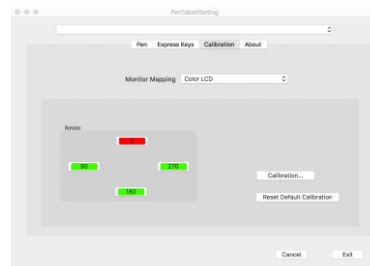 PenTabletSetting
Pen Express Keys Calibration About
Monitor Mapping Color LCD
Rotate
0
90 270
180
Calibration...
Reset Default Calibration
Cancel Exit